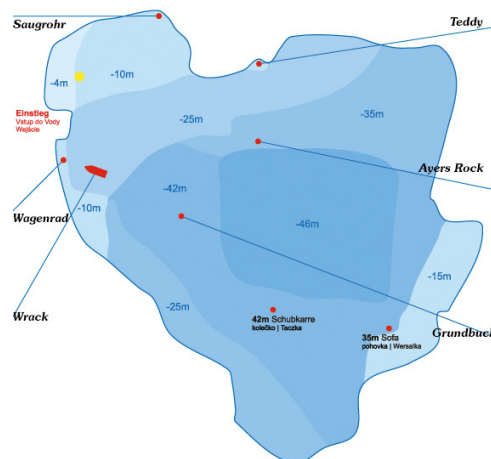 Saugrohr
Teddy
-4m
-10m
-25m
-35m
Einstieg
Vstup do Vody
Wejście
Ayers Rock
-42m
-10m
-46m
Wagenrad
-15m
-25m
Wrack
42m Schubkarre
kolečko | Taczka
35m Sofa
pohovka | Wersalka
Grundbuch